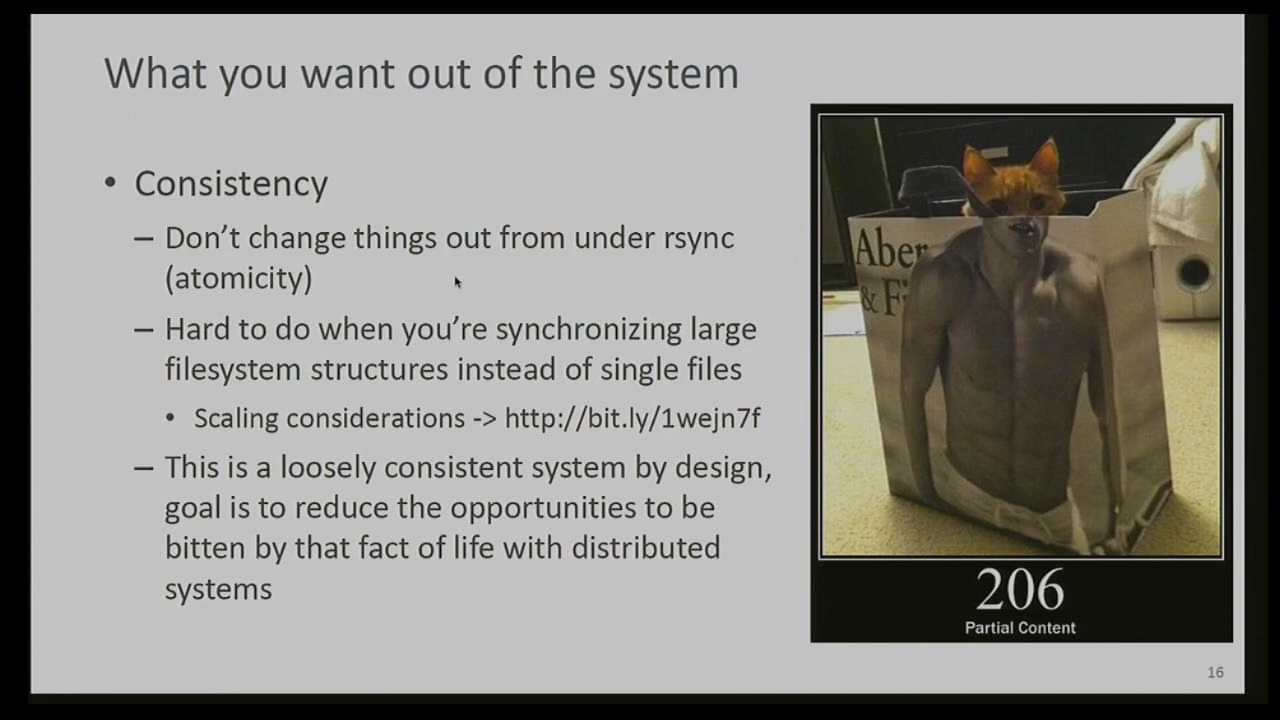 What you want out of the system
• Consistency
– Don't change things out from under rsync
(atomicity)
– Hard to do when you're synchronizing large
filesystem structures instead of single files
• Scaling considerations -> http://bit.ly/1wejn7f
– This is a loosely consistent system by design,
goal is to reduce the opportunities to be
bitten by that fact of life with distributed
systems
Aber
& Fi
206
Partial Content
16